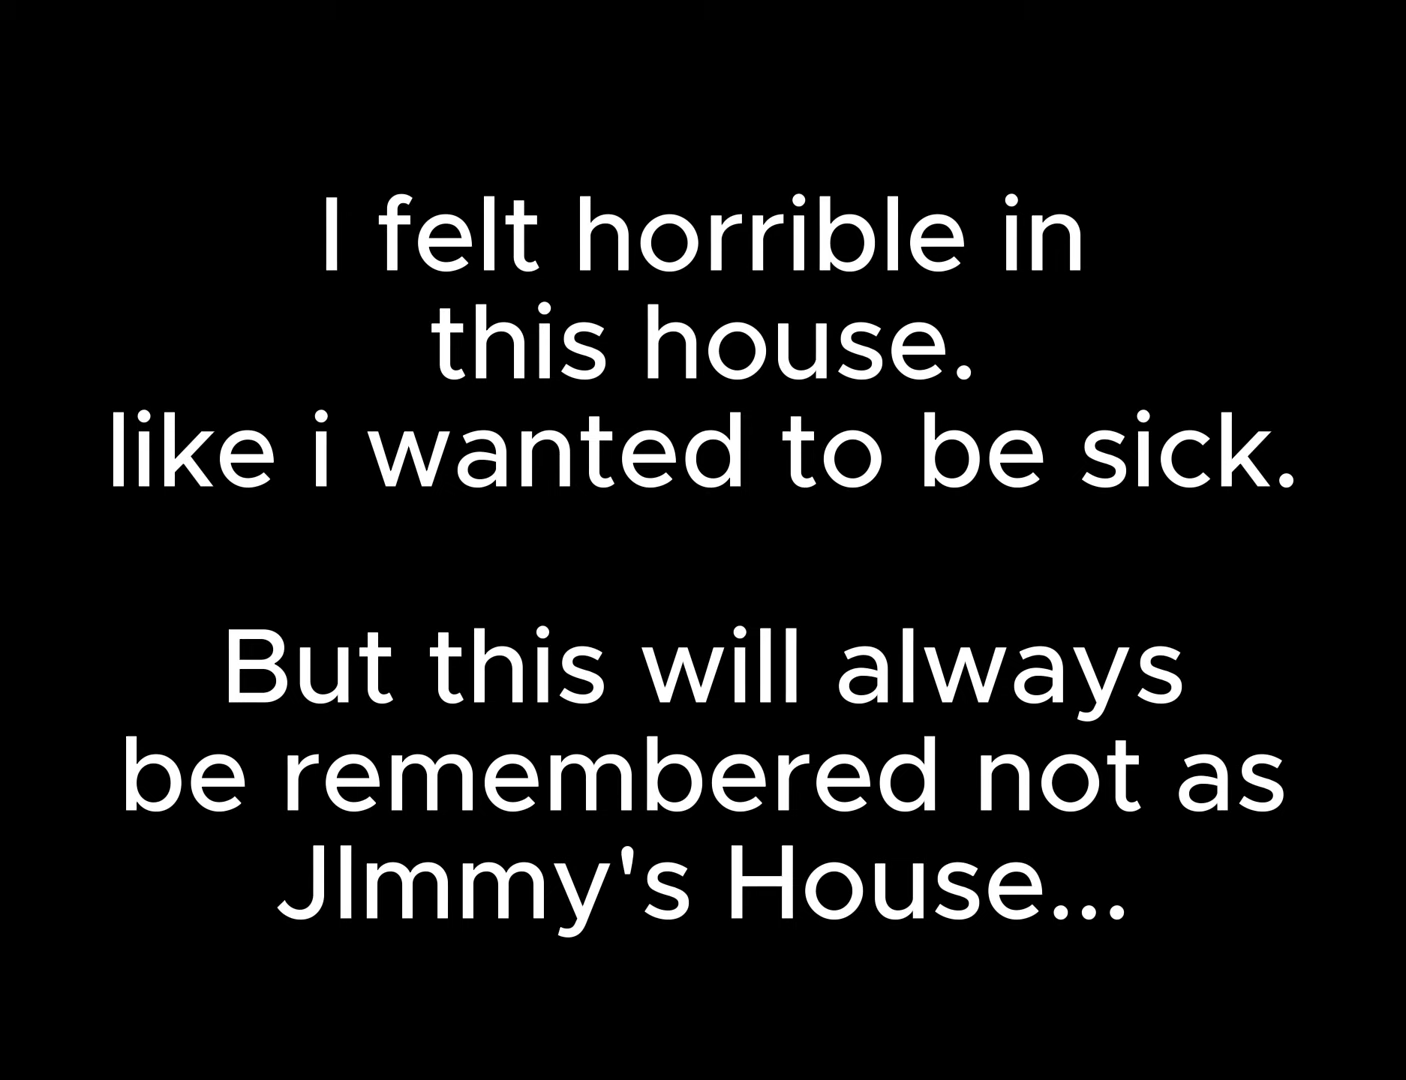 I felt horrible in
this house.
like i wanted to be sick.
But this will always
be remembered not as
JImmy's House...